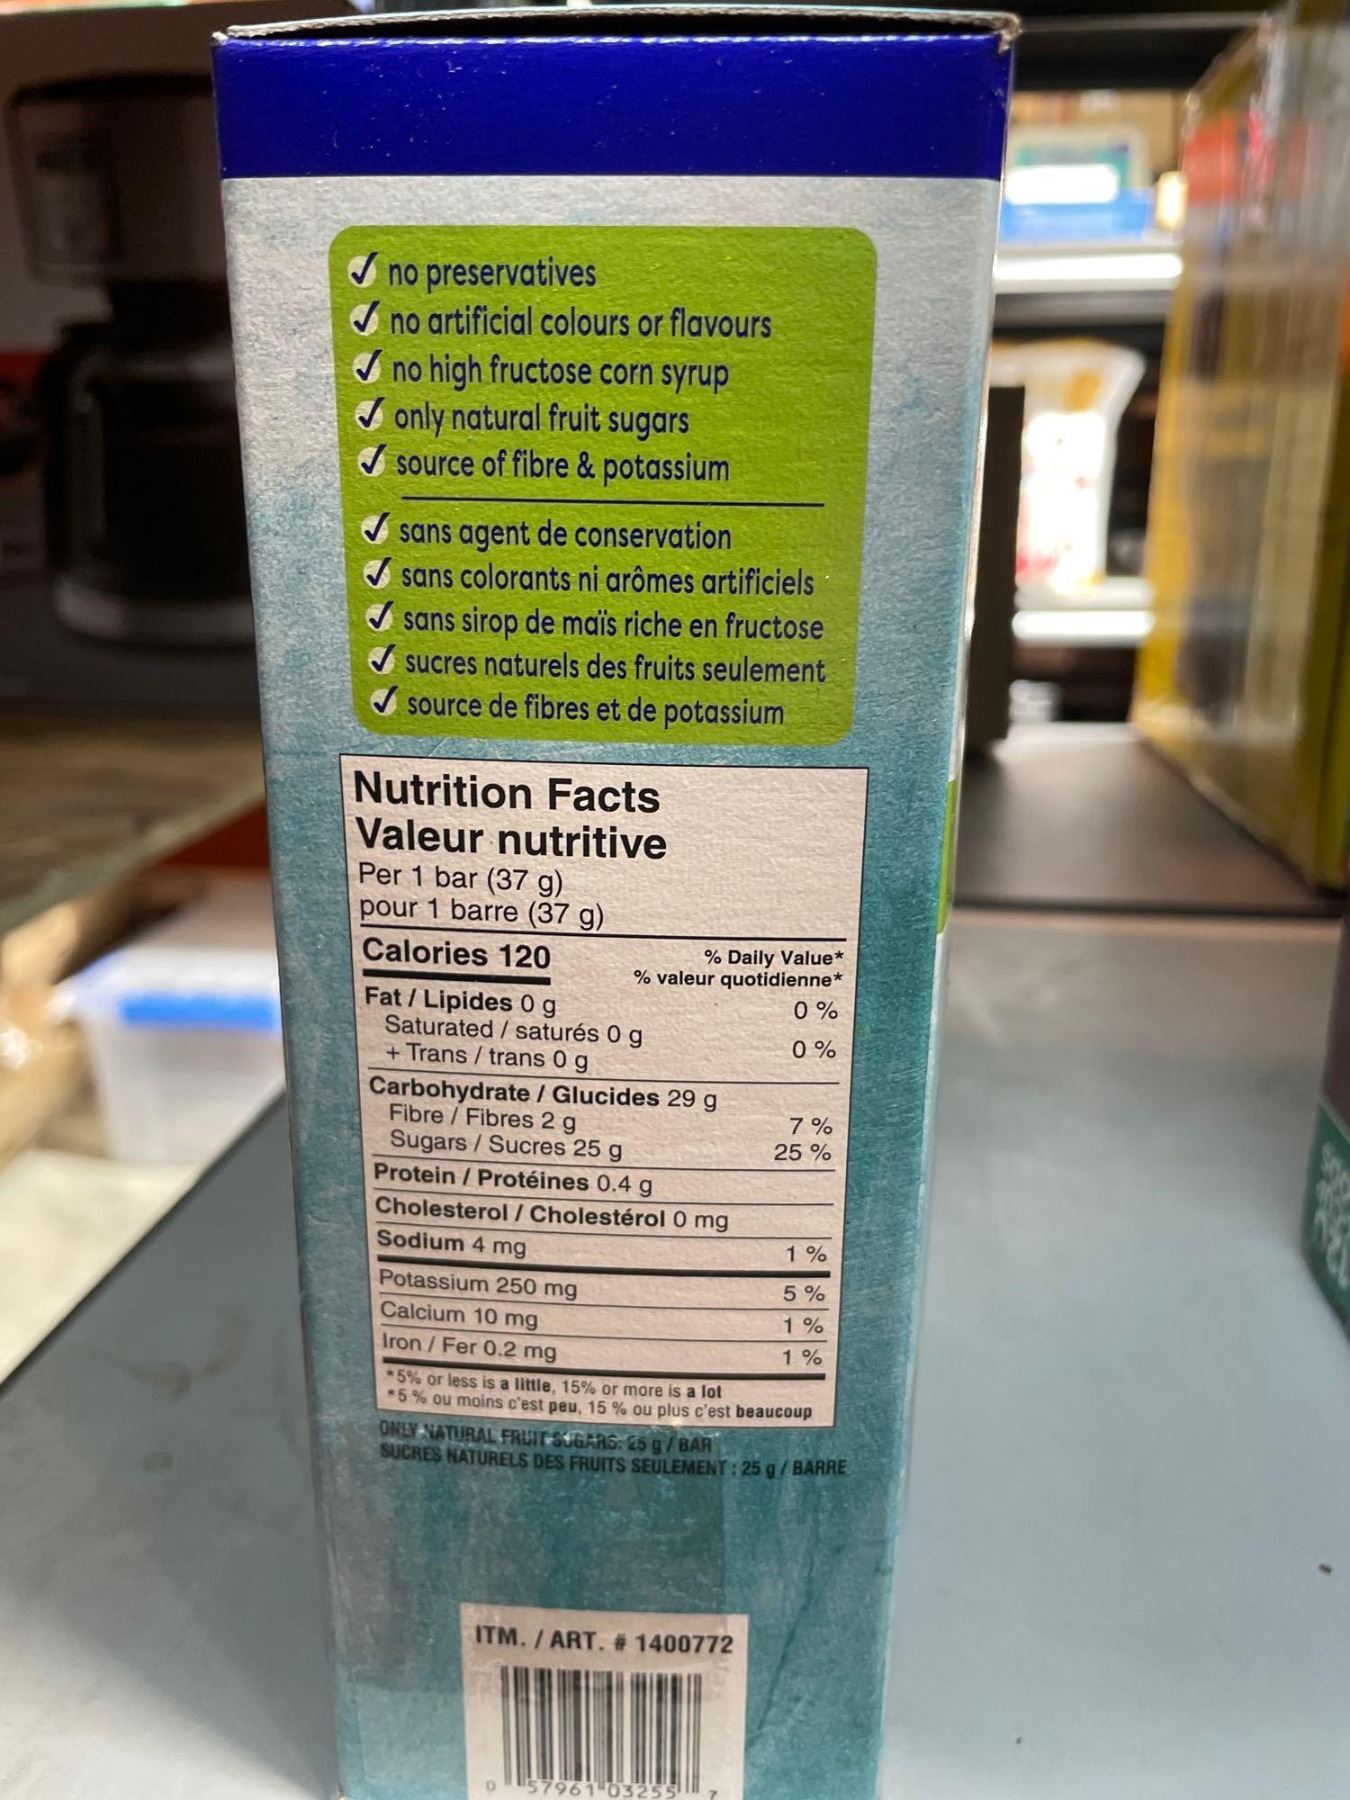 ✓ no preservatives
✓ no artificial colours or flavours
✓ no high fructose corn syrup
✓ only natural fruit sugars
✓ source of fibre & potassium
✓ sans agent de conservation
✓ sans colorants ni arômes artificiels
✓ sans sirop de maïs riche en fructose
✓ sucres naturels des fruits seulement
✓ source de fibres et de potassium
Nutrition Facts
Valeur nutritive
Per 1 bar (37 g)
pour 1 barre (37 g)
Calories 120 % Daily Value*
% valeur quotidienne*
Fat / Lipides 0 g 0 %
Saturated / saturés 0 g
+ Trans / trans 0 g 0 %
Carbohydrate / Glucides 29 g
Fibre / Fibres 2 g 7 %
Sugars / Sucres 25 g 25 %
Protein / Protéines 0.4 g
Cholesterol / Cholestérol 0 mg
Sodium 4 mg 1 %
Potassium 250 mg 5 %
Calcium 10 mg 1 %
Iron / Fer 0.2 mg 1 %
*5% or less is a little, 15% or more is a lot
*5 % ou moins c'est peu, 15 % ou plus c'est beaucoup
ONLY NATURAL FRUIT SUGARS: 25 g / BAR
SUCRES NATURELS DES FRUITS SEULEMENT : 25 g / BARRE
ITM. / ART. # 1400772
0 57961 03255 7